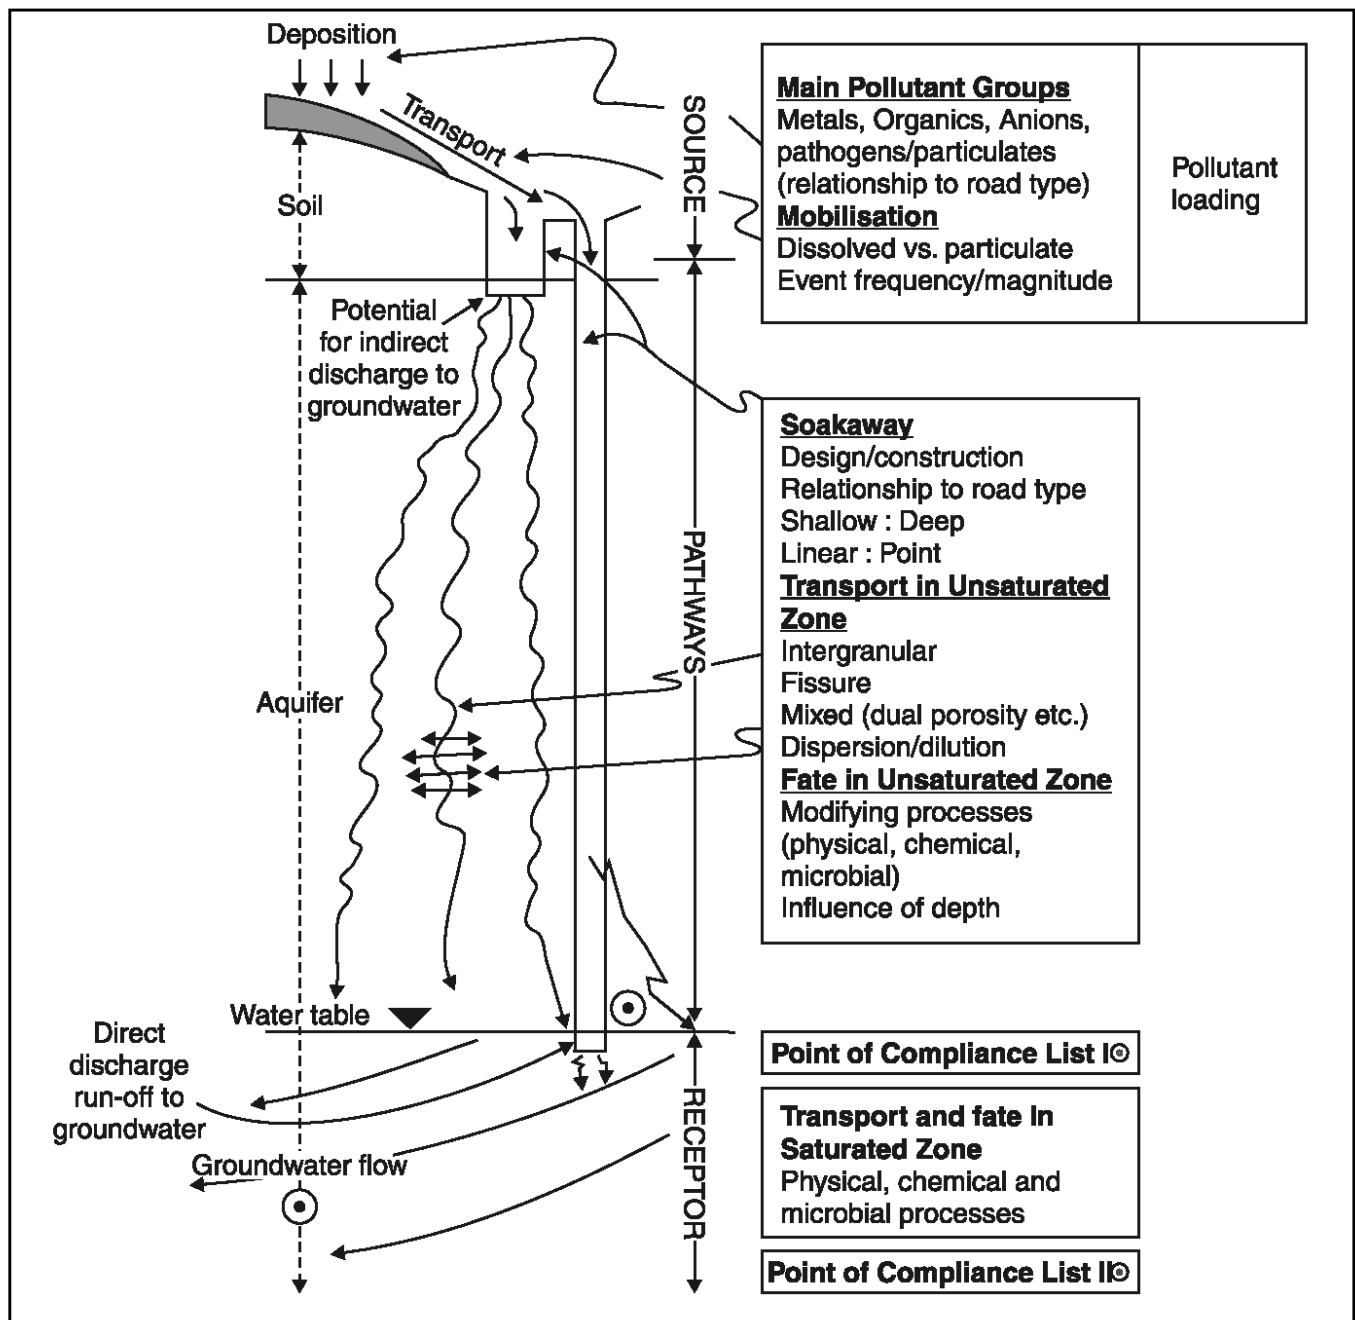 Deposition
Transport
Soil
Potential
for indirect
discharge to
groundwater
Aquifer
Water table
Direct
discharge
run-off to
groundwater
Groundwater flow
SOURCE
PATHWAYS
RECEPTOR
Main Pollutant Groups
Metals, Organics, Anions,
pathogens/particulates
(relationship to road type)
Mobilisation
Dissolved vs. particulate
Event frequency/magnitude
Pollutant
loading
Soakaway
Design/construction
Relationship to road type
Shallow : Deep
Linear : Point
Transport in Unsaturated
Zone
Intergranular
Fissure
Mixed (dual porosity etc.)
Dispersion/dilution
Fate in Unsaturated Zone
Modifying processes
(physical, chemical,
microbial)
Influence of depth
Point of Compliance List I
Transport and fate In
Saturated Zone
Physical, chemical and
microbial processes
Point of Compliance List II